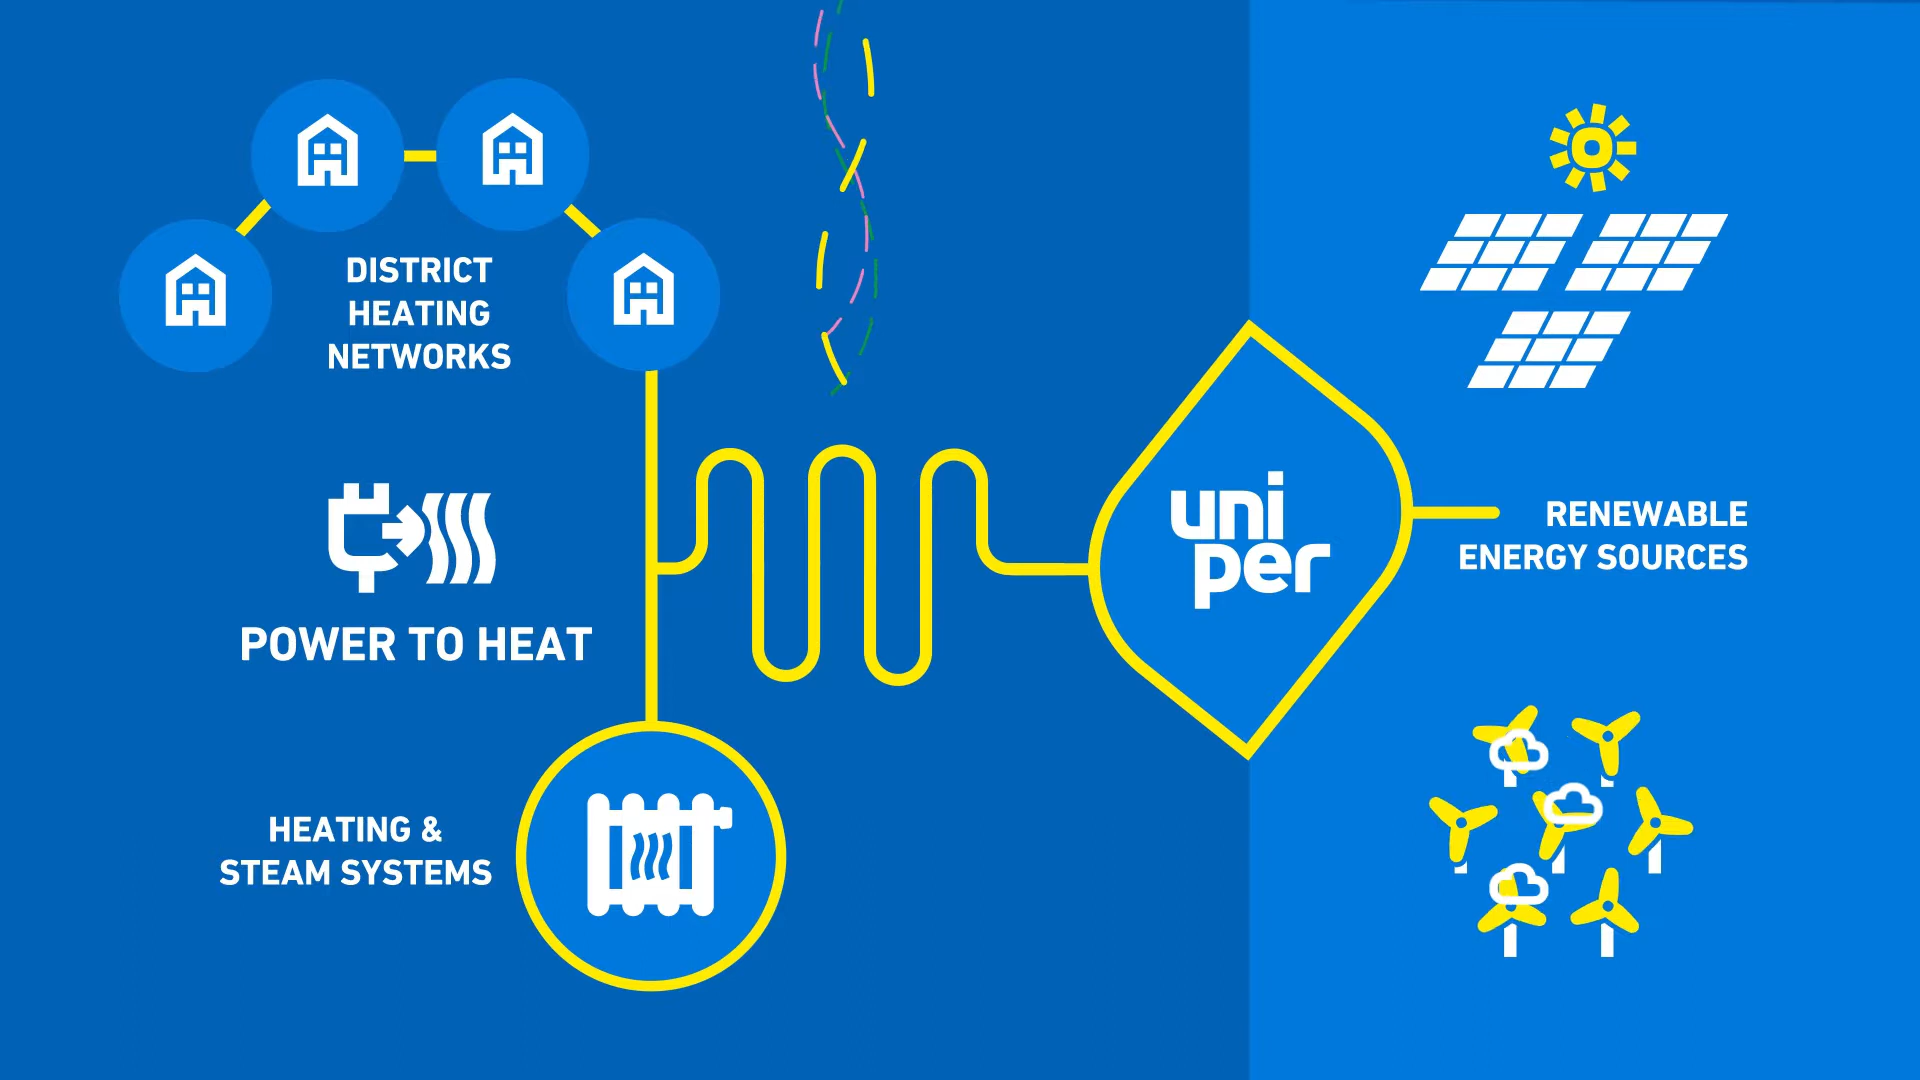 DISTRICT
HEATING
NETWORKS
POWER TO HEAT
HEATING &
STEAM SYSTEMS
uni
per
RENEWABLE
ENERGY SOURCES